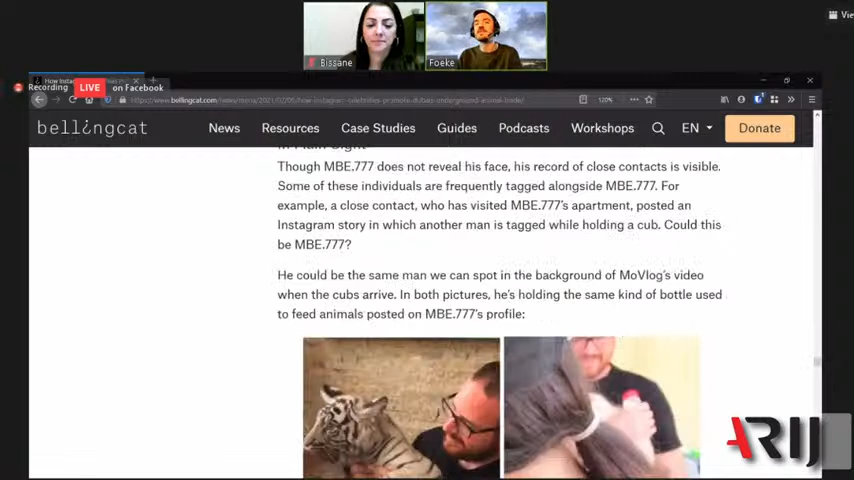 Bissane
Foeke
Recording
LIVE
on Facebook
120%
bellingcat
News
Resources
Case Studies
Guides
Podcasts
Workshops
EN
Donate
In Plain Sight
Though MBE.777 does not reveal his face, his record of close contacts is visible.
Some of these individuals are frequently tagged alongside MBE.777. For
example, a close contact, who has visited MBE.777's apartment, posted an
Instagram story in which another man is tagged while holding a cub. Could this
be MBE.777?
He could be the same man we can spot in the background of MoVlog's video
when the cubs arrive. In both pictures, he's holding the same kind of bottle used
to feed animals posted on MBE.777's profile:
ARIJ